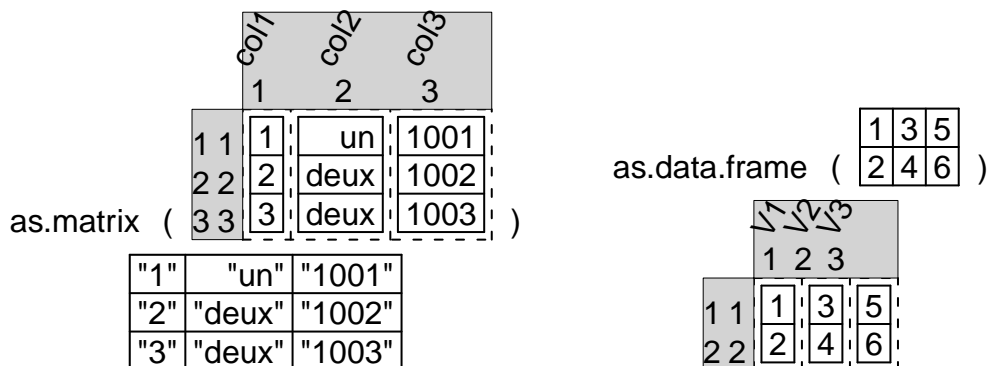 col1 col2 col3
1 2 3
1 1 1 un 1001
2 2 2 deux 1002
3 3 3 deux 1003
as.matrix ( )
"1" "un" "1001"
"2" "deux" "1002"
"3" "deux" "1003"
1 3 5
2 4 6
as.data.frame ( )
V1 V2 V3
1 2 3
1 1 1 3 5
2 2 2 4 6